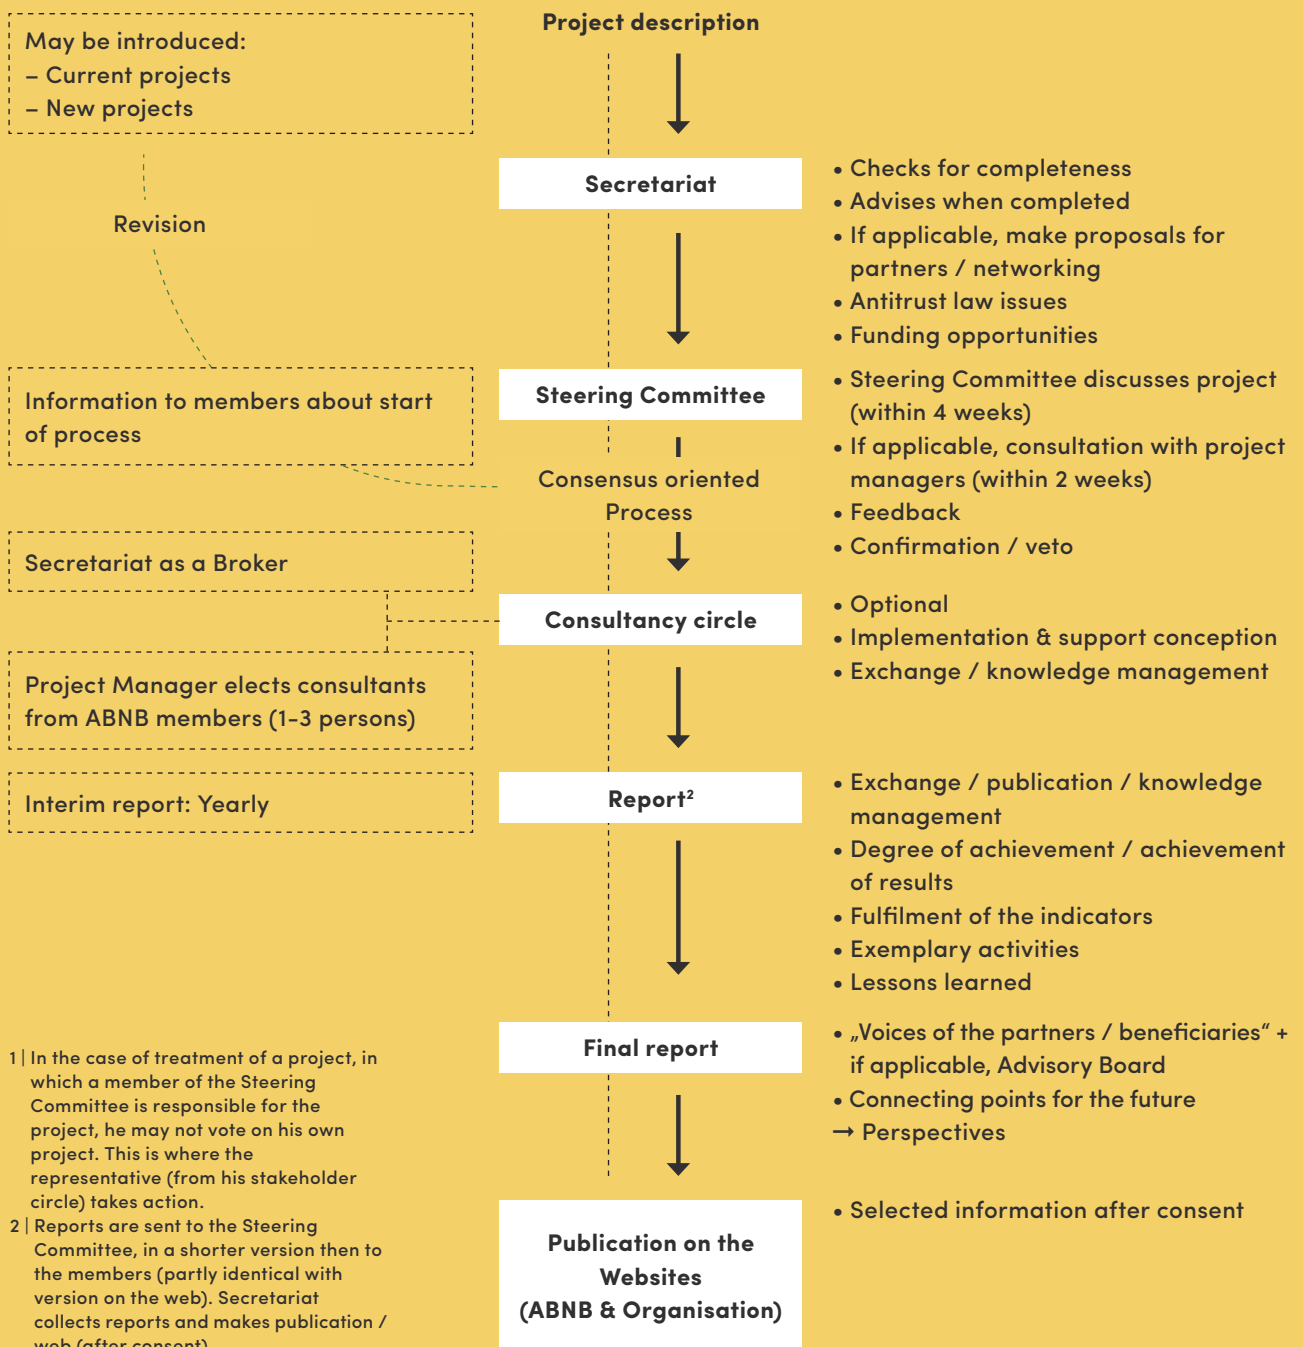 Project description
May be introduced:
– Current projects
– New projects
Secretariat
• Checks for completeness
• Advises when completed
• If applicable, make proposals for
partners / networking
• Antitrust law issues
• Funding opportunities
Revision
Steering Committee
• Steering Committee discusses project
(within 4 weeks)
• If applicable, consultation with project
managers (within 2 weeks)
• Feedback
• Confirmation / veto
Information to members about start
of process
Consensus oriented
Process
Secretariat as a Broker
Consultancy circle
• Optional
• Implementation & support conception
• Exchange / knowledge management
Project Manager elects consultants
from ABNB members (1-3 persons)
Interim report: Yearly
Report²
• Exchange / publication / knowledge
management
• Degree of achievement / achievement
of results
• Fulfilment of the indicators
• Exemplary activities
• Lessons learned
Final report
• „Voices of the partners / beneficiaries“ +
if applicable, Advisory Board
• Connecting points for the future
→ Perspectives
1 | In the case of treatment of a project, in
which a member of the Steering
Committee is responsible for the
project, he may not vote on his own
project. This is where the
representative (from his stakeholder
circle) takes action.
2 | Reports are sent to the Steering
Committee, in a shorter version then to
the members (partly identical with
version on the web). Secretariat
collects reports and makes publication /
web (after consent)
Publication on the
Websites
(ABNB & Organisation)
• Selected information after consent